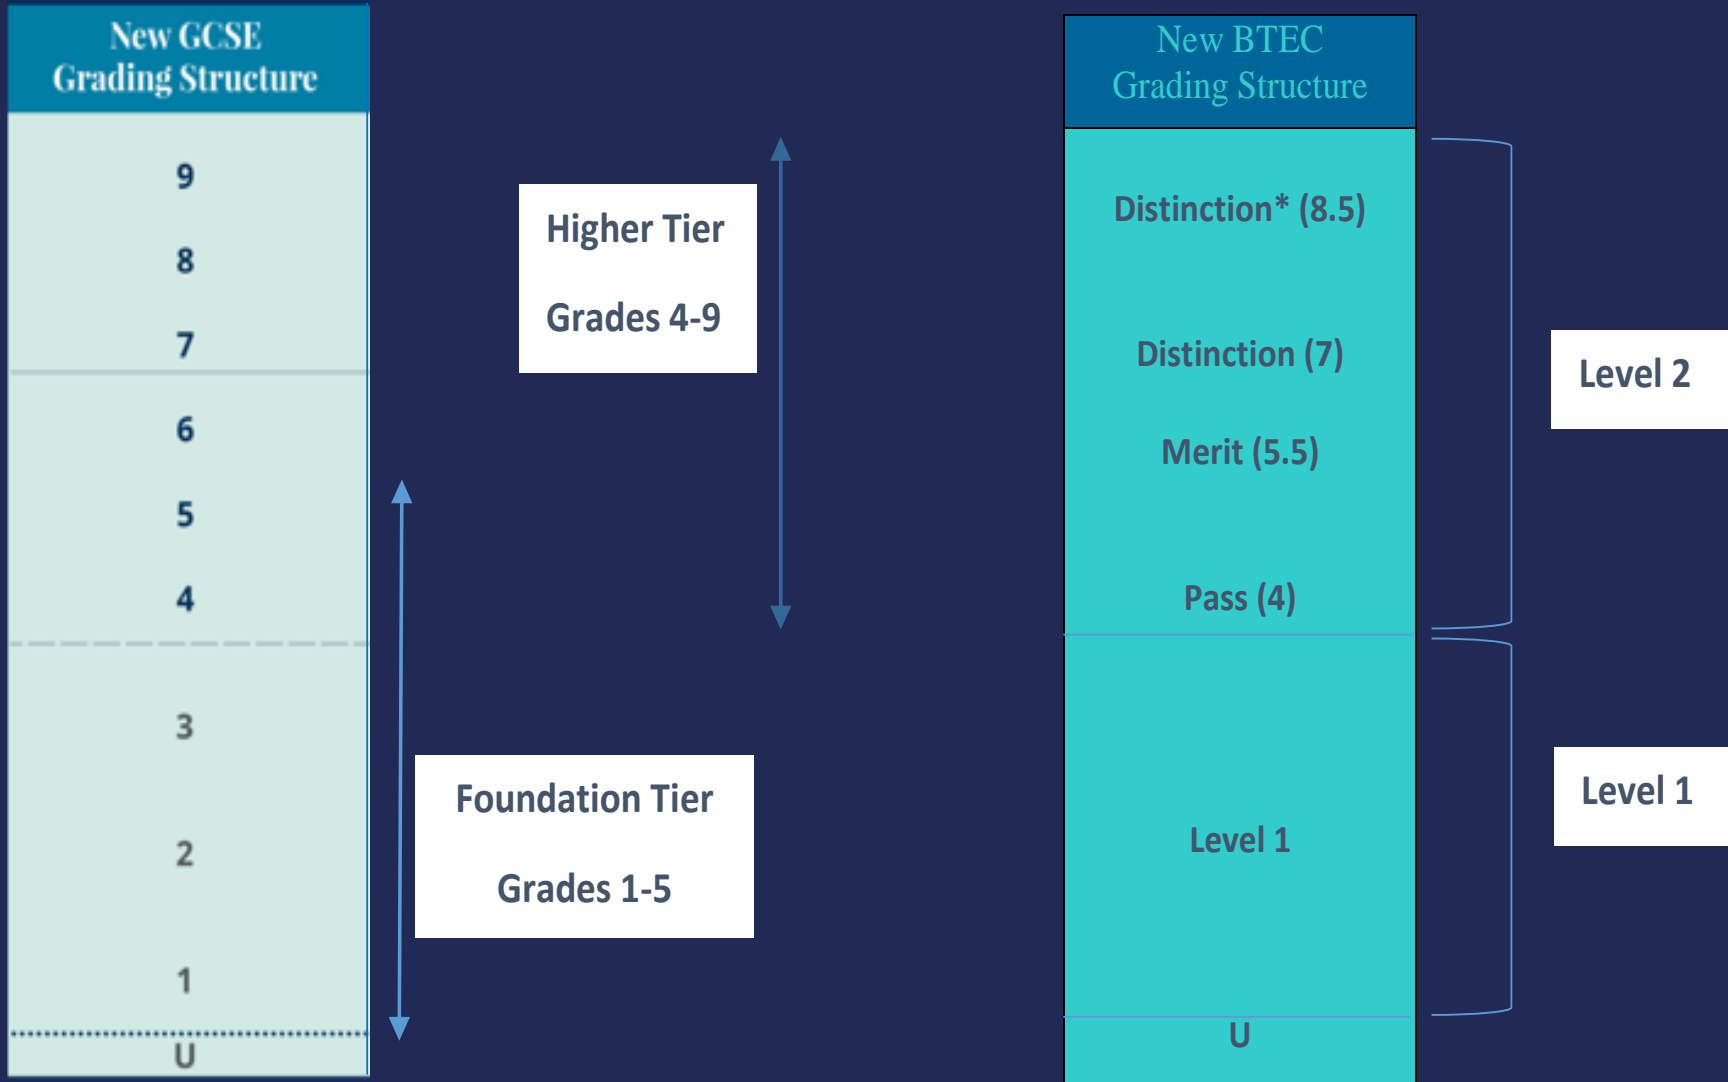 New GCSE
Grading Structure
9
8
7
6
5
4
3
2
1
U
Higher Tier
Grades 4-9
Foundation Tier
Grades 1-5
New BTEC
Grading Structure
Distinction* (8.5)
Distinction (7)
Merit (5.5)
Pass (4)
Level 1
U
Level 2
Level 1